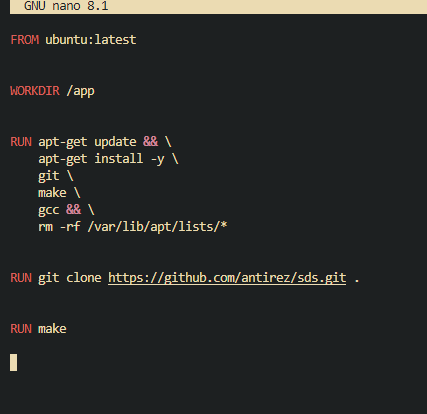 GNU nano 8.1
FROM ubuntu:latest
WORKDIR /app
RUN apt-get update && \
apt-get install -y \
git \
make \
gcc && \
rm -rf /var/lib/apt/lists/*
RUN git clone https://github.com/antirez/sds.git .
RUN make